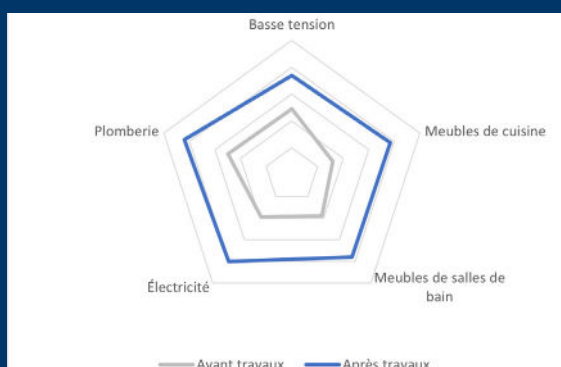 Basse tension
Plomberie
Meubles de cuisine
Électricité
Meubles de salles de
bain
Avant travaux
Après travaux